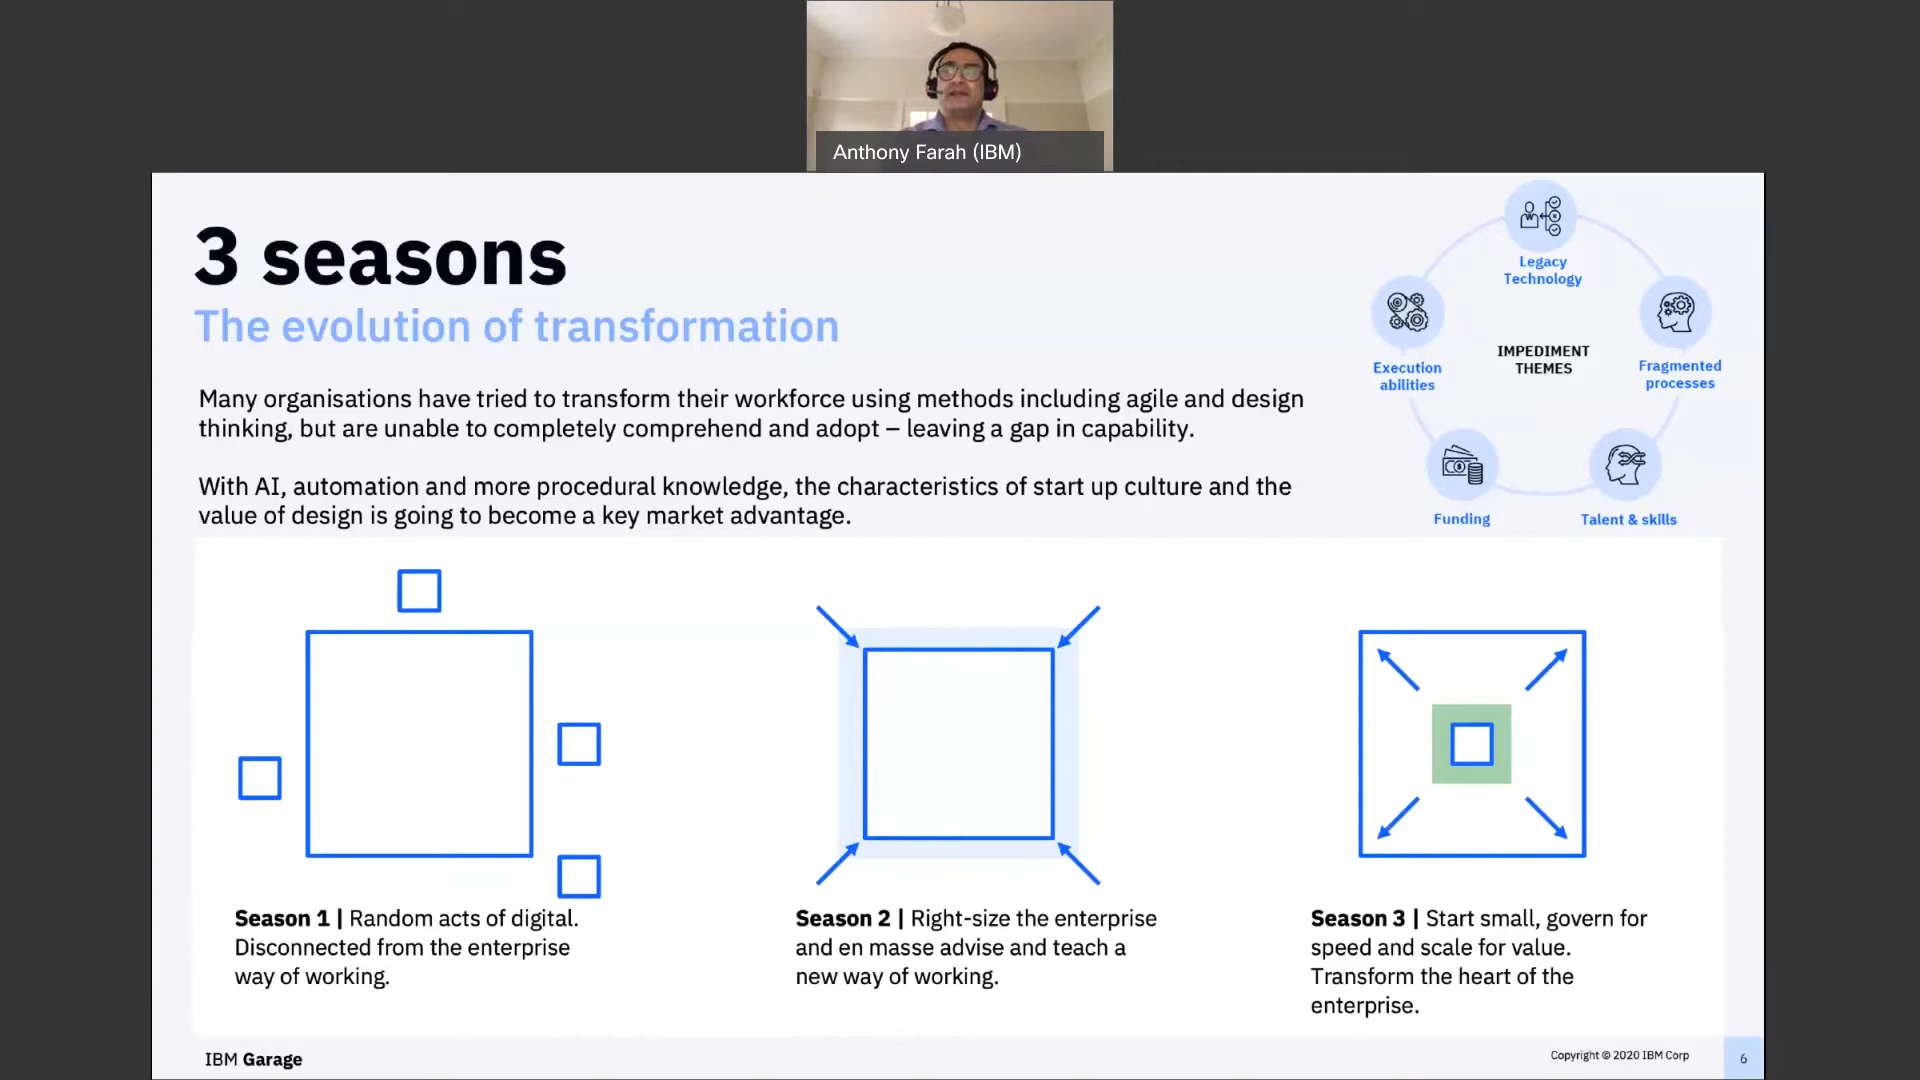 Anthony Farah (IBM)
3 seasons
The evolution of transformation
Many organisations have tried to transform their workforce using methods including agile and design
thinking, but are unable to completely comprehend and adopt – leaving a gap in capability.
With AI, automation and more procedural knowledge, the characteristics of start up culture and the
value of design is going to become a key market advantage.
Legacy
Technology
IMPEDIMENT
THEMES
Execution
abilities
Fragmented
processes
Funding
Talent & skills
Season 1 | Random acts of digital.
Disconnected from the enterprise
way of working.
Season 2 | Right-size the enterprise
and en masse advise and teach a
new way of working.
Season 3 | Start small, govern for
speed and scale for value.
Transform the heart of the
enterprise.
IBM Garage
Copyright © 2020 IBM Corp
6